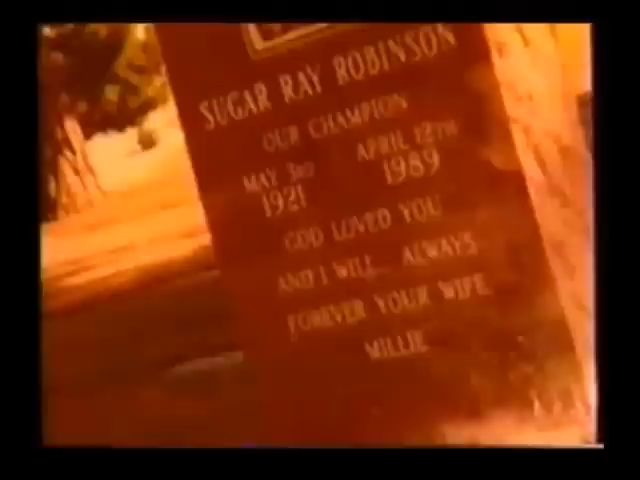 SUGAR RAY ROBINSON
OUR CHAMPION
MAY 3RD APRIL 12TH
1921 1989
GOD LOVED YOU
AND I WILL... ALWAYS
FOREVER YOUR WIFE
MILLIE